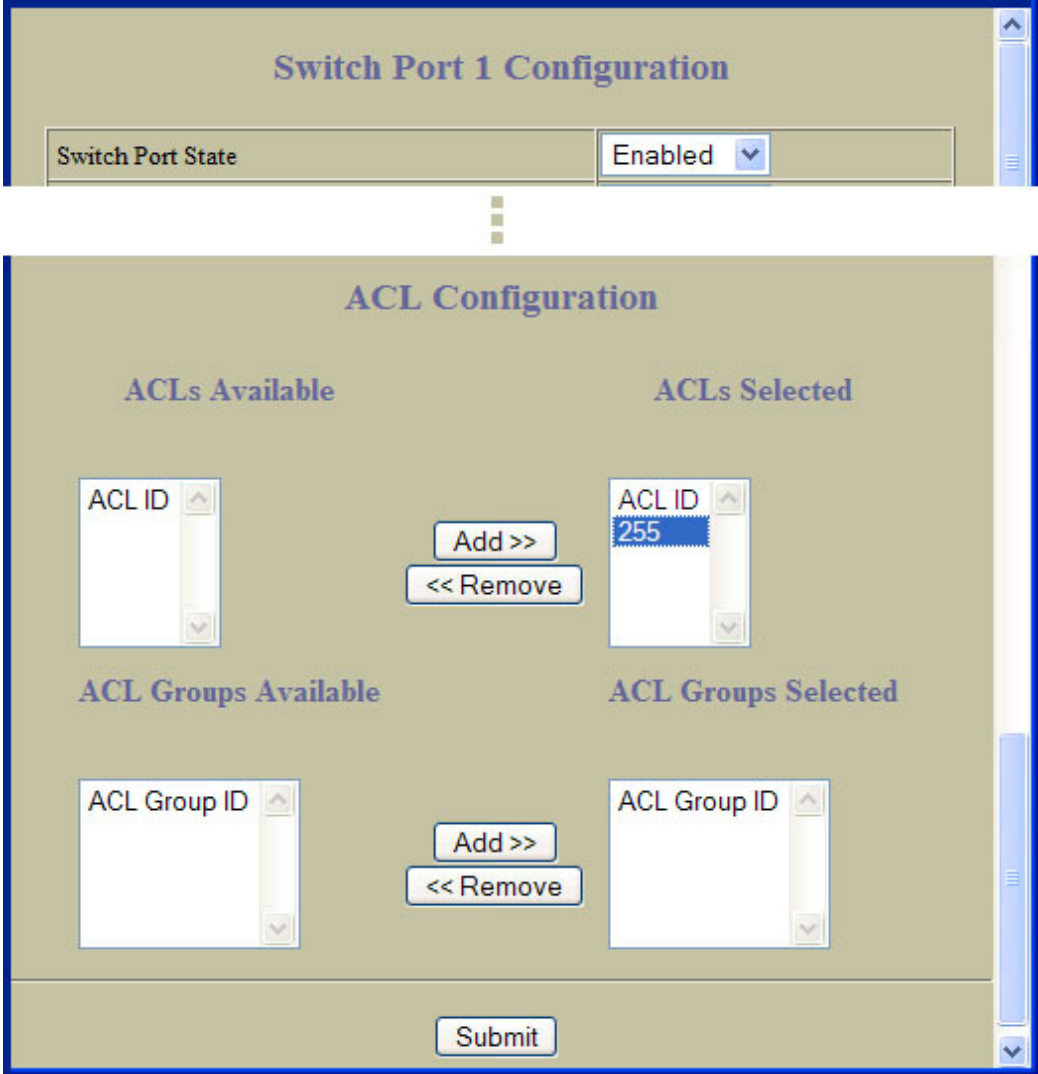 Switch Port 1 Configuration
Switch Port State Enabled
ACL Configuration
ACLs Available ACLs Selected
ACL ID ACL ID
255
Add >>
<< Remove
ACL Groups Available ACL Groups Selected
ACL Group ID ACL Group ID
Add >>
<< Remove
Submit